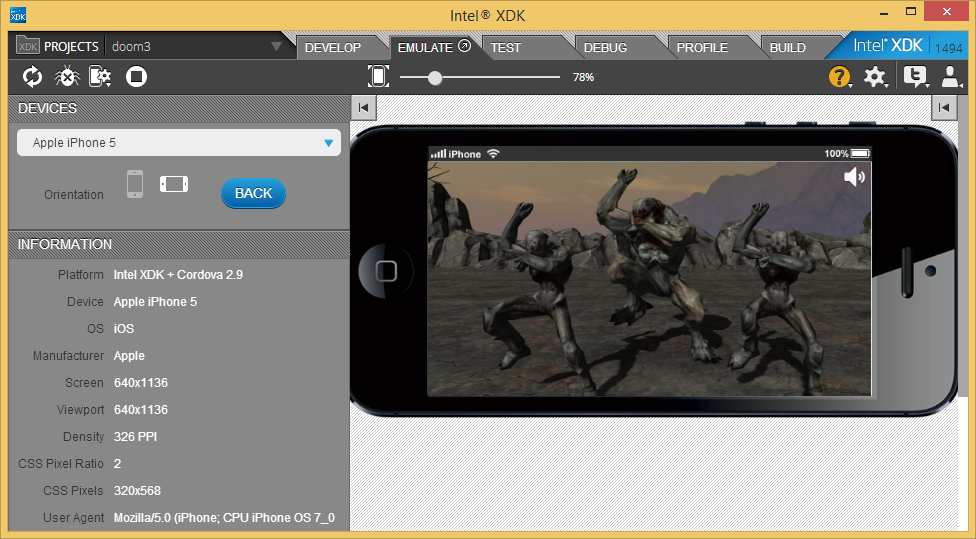 Intel® XDK
XDK PROJECTS doom3 DEVELOP EMULATE TEST DEBUG PROFILE BUILD Intel® XDK 1494
78%
DEVICES
Apple iPhone 5
Orientation BACK
INFORMATION
Platform Intel XDK + Cordova 2.9
Device Apple iPhone 5
OS iOS
Manufacturer Apple
Screen 640x1136
Viewport 640x1136
Density 326 PPI
CSS Pixel Ratio 2
CSS Pixels 320x568
User Agent Mozilla/5.0 (iPhone; CPU iPhone OS 7_0
iPhone 100%